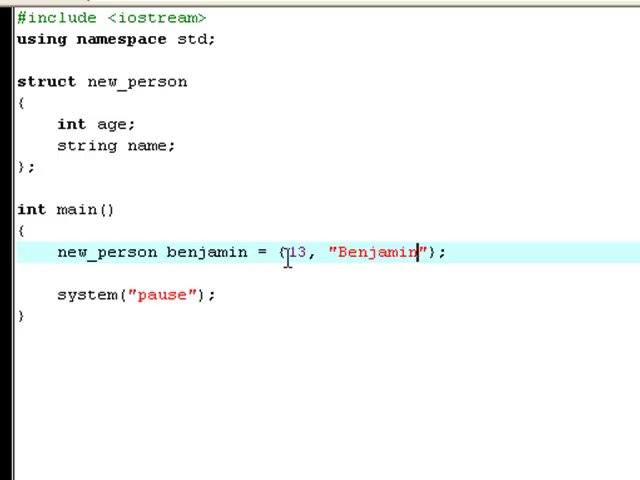 #include <iostream>
using namespace std;
struct new_person
{
int age;
string name;
};
int main()
{
new_person benjamin = {13, "Benjamin"};
system("pause");
}